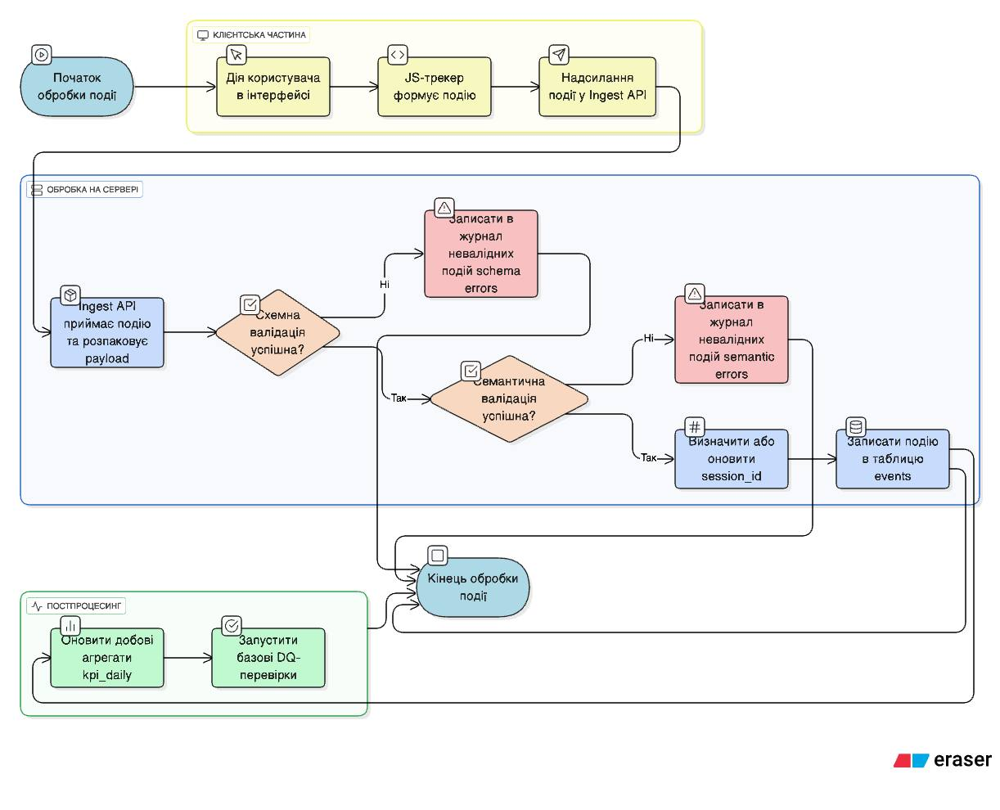 КЛІЄНТСЬКА ЧАСТИНА
Початок
обробки події
Дія користувача
в інтерфейсі
JS-трекер
формує подію
Надсилання
події у Ingest API
ОБРОБКА НА СЕРВЕРІ
Записати в
журнал
невалідних
подій schema
errors
Ні
Ingest API
приймає подію
та розпаковує
payload
Схемна
валідація
успішна?
Записати в
журнал
невалідних
подій semantic
errors
Ні
Семантична
валідація
успішна?
Так
Так
Визначити або
оновити
session_id
Записати подію
в таблицю
events
Кінець обробки
події
ПОСТПРОЦЕСИНГ
Оновити добові
агрегати
kpi_daily
Запустити
базові DQ-
перевірки
eraser